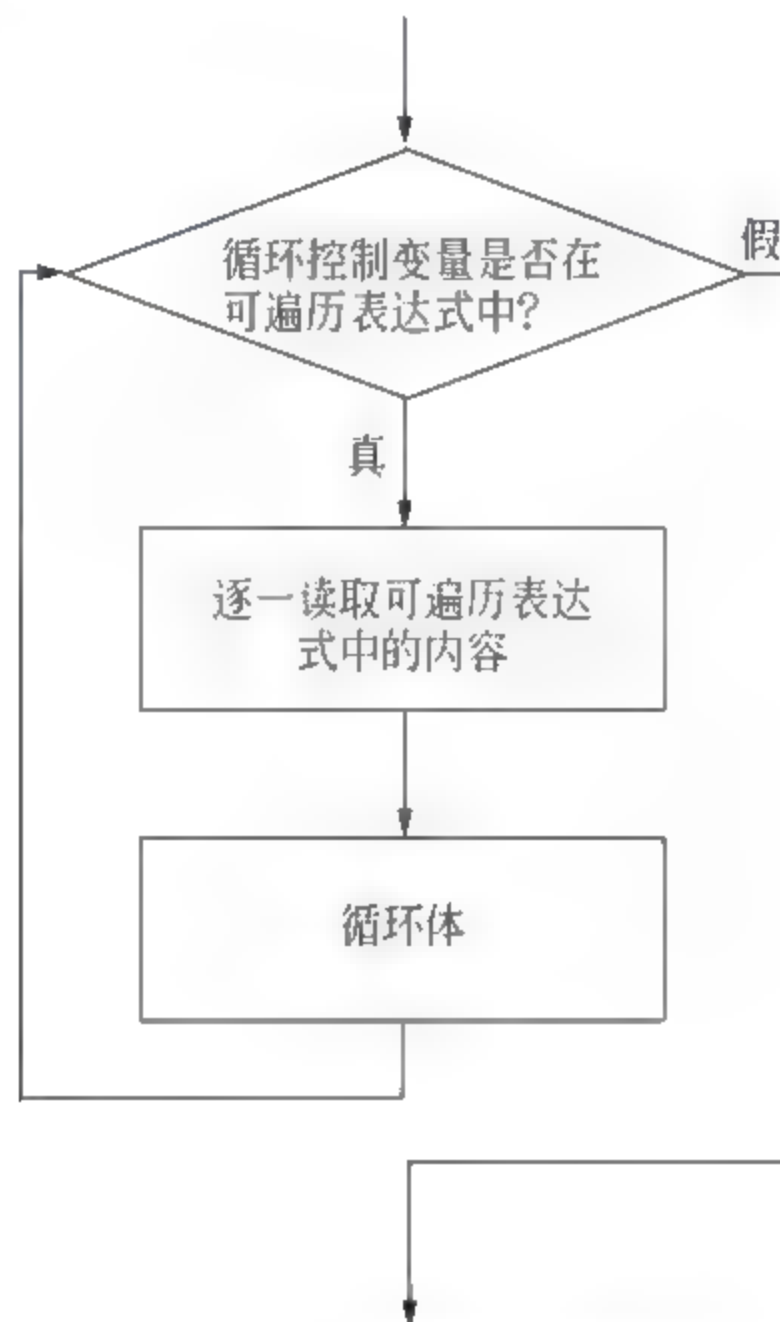 循环控制变量是否在
可遍历表达式中?
假
真
逐一读取可遍历表达
式中的内容
循环体